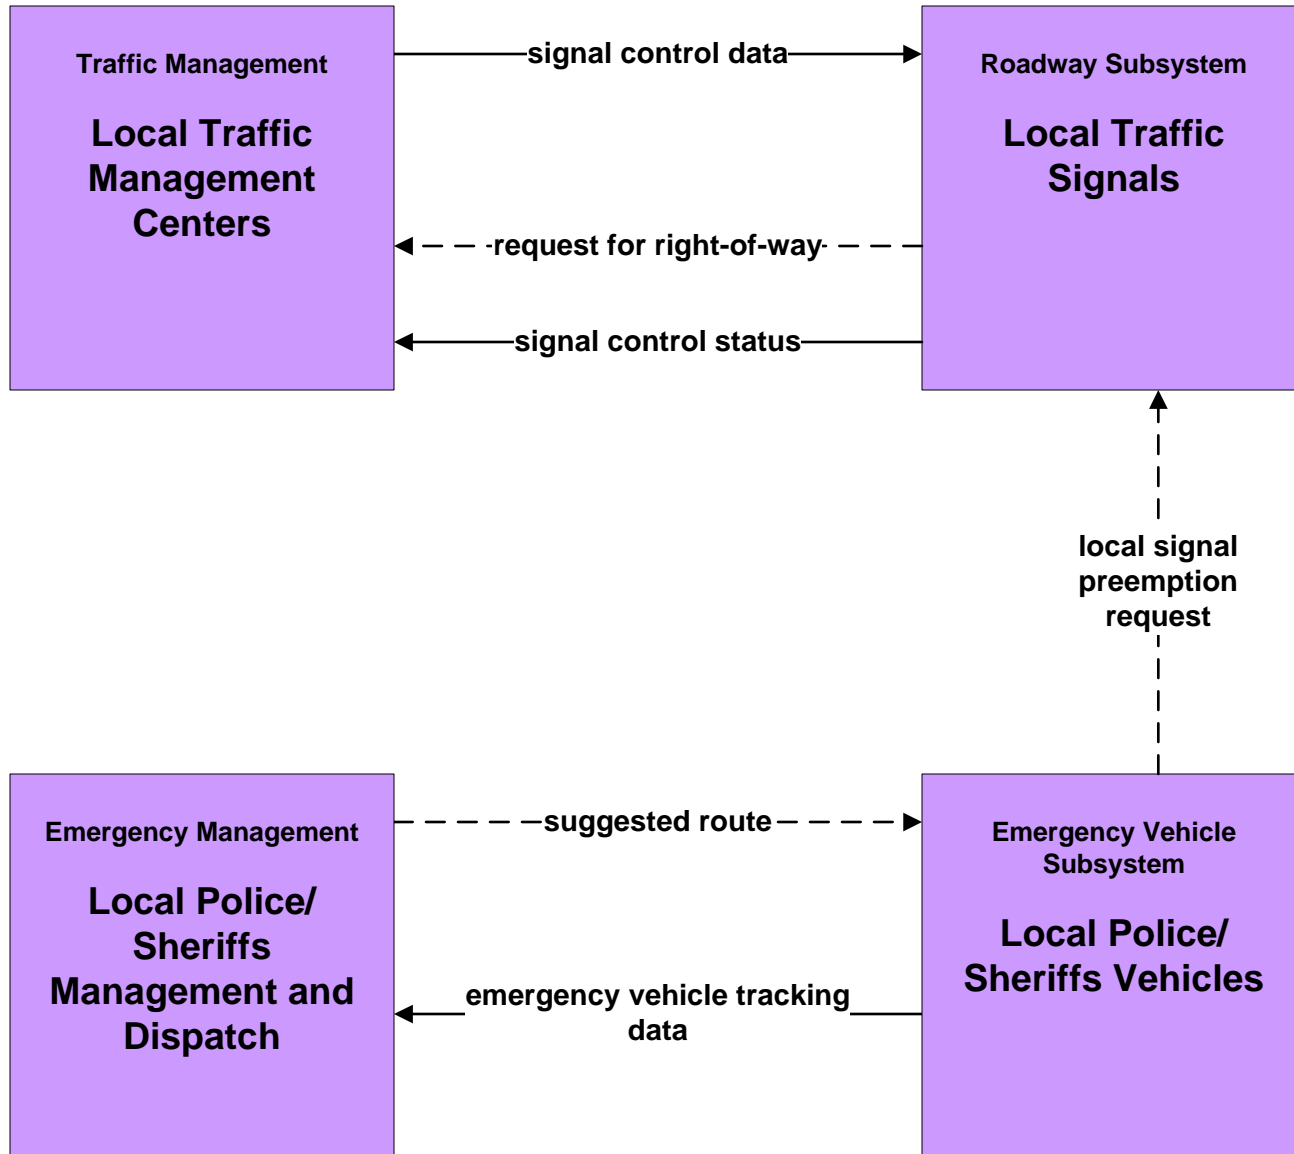 Traffic Management
Local Traffic
Management
Centers
signal control data
Roadway Subsystem
Local Traffic
Signals
request for right-of-way
signal control status
local signal
preemption
request
Emergency Management
Local Police/
Sheriffs
Management and
Dispatch
suggested route
emergency vehicle tracking
data
Emergency Vehicle
Subsystem
Local Police/
Sheriffs Vehicles